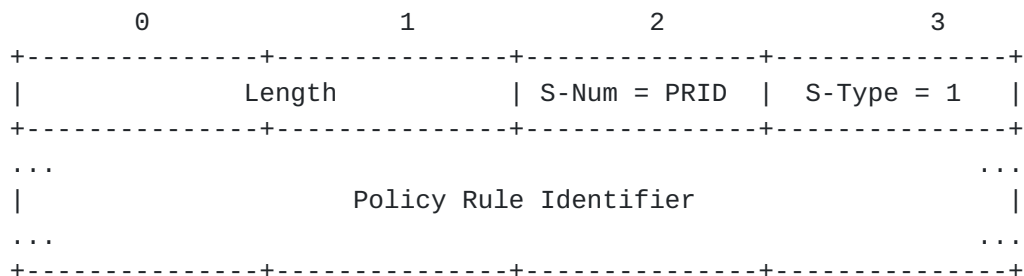 0 1 2 3
+---------------+---------------+---------------+---------------+
| Length | S-Num = PRID | S-Type = 1 |
+---------------+---------------+---------------+---------------+
... ...
| Policy Rule Identifier |
... ...
+---------------+---------------+---------------+---------------+